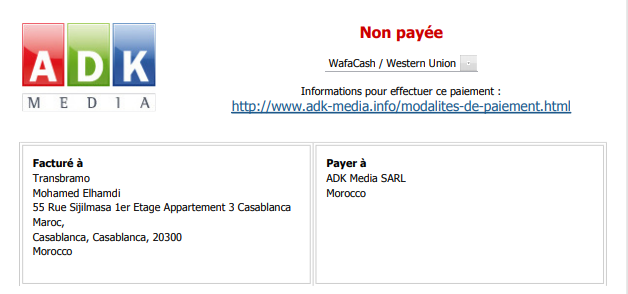 ADK
MEDIA
Non payée
WafaCash / Western Union
Informations pour effectuer ce paiement :
http://www.adk-media.info/modalites-de-paiement.html
Facturé à
Transbramo
Mohamed Elhamdi
55 Rue Sijilmasa 1er Etage Appartement 3 Casablanca
Maroc,
Casablanca, Casablanca, 20300
Morocco
Payer à
ADK Media SARL
Morocco